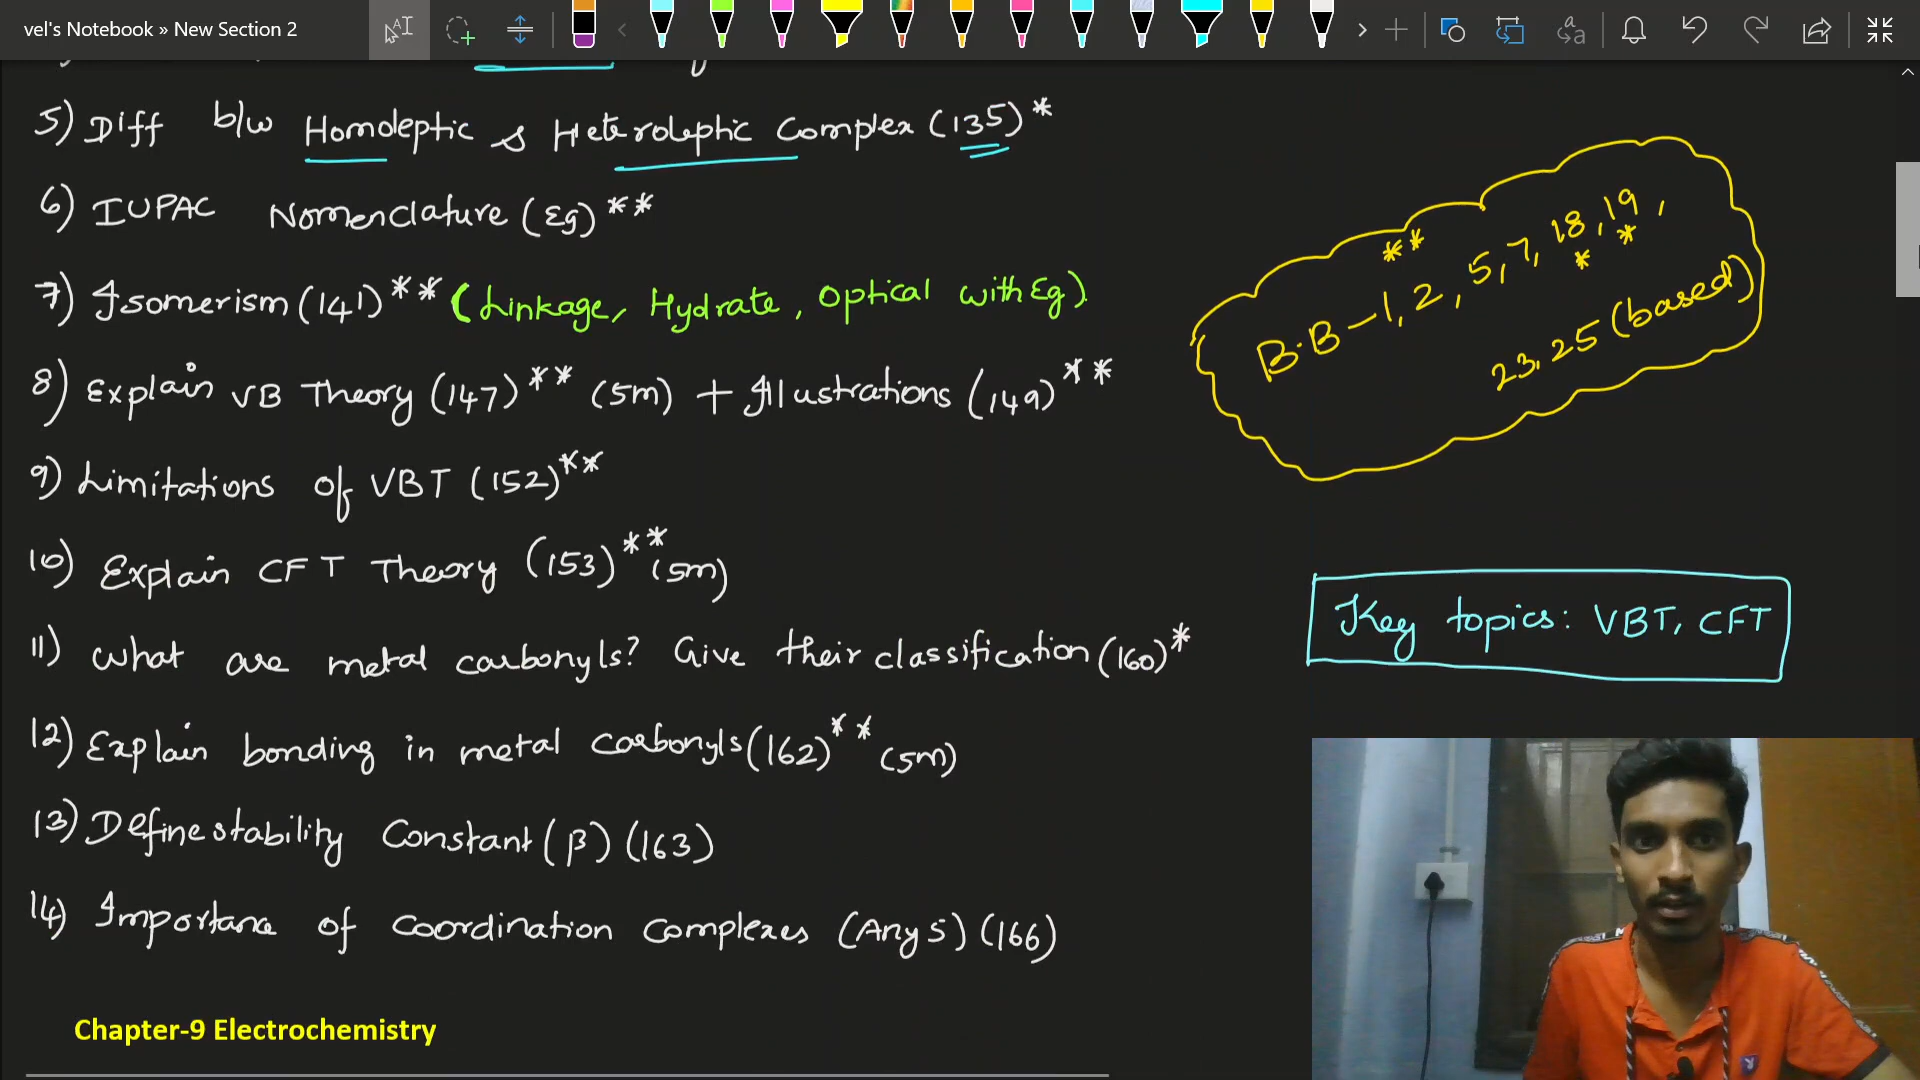 vel's Notebook » New Section 2
5) Diff b/w Homoleptic & Heteroleptic Complex (135)*
6) IUPAC Nomenclature (Eg)**
7) Isomerism (141)** (Linkage, Hydrate, Optical with Eg)
8) Explain VB Theory (147)** (5m) + Illustrations (149)**
9) Limitations of VBT (152)**
10) Explain CFT Theory (153)** (5m)
11) What are metal carbonyls? Give their classification (160)*
12) Explain bonding in metal carbonyls (162)** (5m)
13) Define stability Constant (β) (163)
14) Importance of Coordination Complexes (Any 5) (166)
B.B - 1, 2, 5, 7, 18, 19,
** * *
23, 25 (based)
Key topics: VBT, CFT
Chapter-9 Electrochemistry